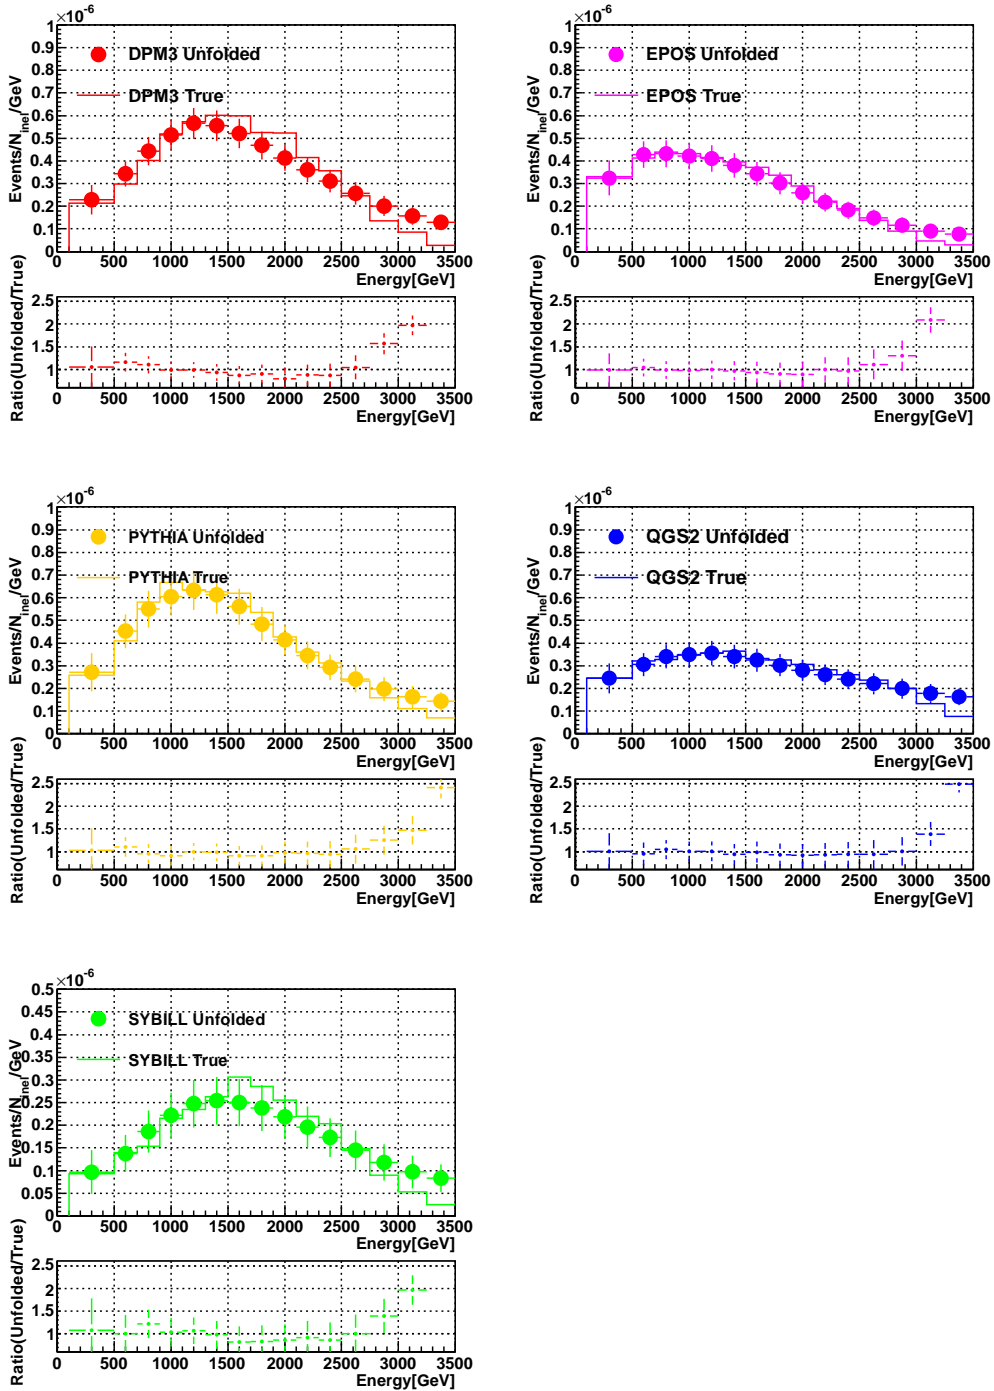 ×10-6
1
0.9
0.8
0.7
0.6
0.5
0.4
0.3
0.2
0.1
0
Events/Ninel/GeV
DPM3 Unfolded
DPM3 True
0 500 1000 1500 2000 2500 3000 3500
Energy[GeV]
Ratio(Unfolded/True)
2.5
2
1.5
1
0 500 1000 1500 2000 2500 3000 3500
Energy[GeV]
×10-6
1
0.9
0.8
0.7
0.6
0.5
0.4
0.3
0.2
0.1
0
Events/Ninel/GeV
EPOS Unfolded
EPOS True
0 500 1000 1500 2000 2500 3000 3500
Energy[GeV]
Ratio(Unfolded/True)
2.5
2
1.5
1
0 500 1000 1500 2000 2500 3000 3500
Energy[GeV]
×10-6
1
0.9
0.8
0.7
0.6
0.5
0.4
0.3
0.2
0.1
0
Events/Ninel/GeV
PYTHIA Unfolded
PYTHIA True
0 500 1000 1500 2000 2500 3000 3500
Energy[GeV]
Ratio(Unfolded/True)
2.5
2
1.5
1
0 500 1000 1500 2000 2500 3000 3500
Energy[GeV]
×10-6
1
0.9
0.8
0.7
0.6
0.5
0.4
0.3
0.2
0.1
0
Events/Ninel/GeV
QGS2 Unfolded
QGS2 True
0 500 1000 1500 2000 2500 3000 3500
Energy[GeV]
Ratio(Unfolded/True)
2.5
2
1.5
1
0 500 1000 1500 2000 2500 3000 3500
Energy[GeV]
×10-6
0.5
0.45
0.4
0.35
0.3
0.25
0.2
0.15
0.1
0.05
0
Events/Ninel/GeV
SYBILL Unfolded
SYBILL True
0 500 1000 1500 2000 2500 3000 3500
Energy[GeV]
Ratio(Unfolded/True)
2.5
2
1.5
1
0 500 1000 1500 2000 2500 3000 3500
Energy[GeV]